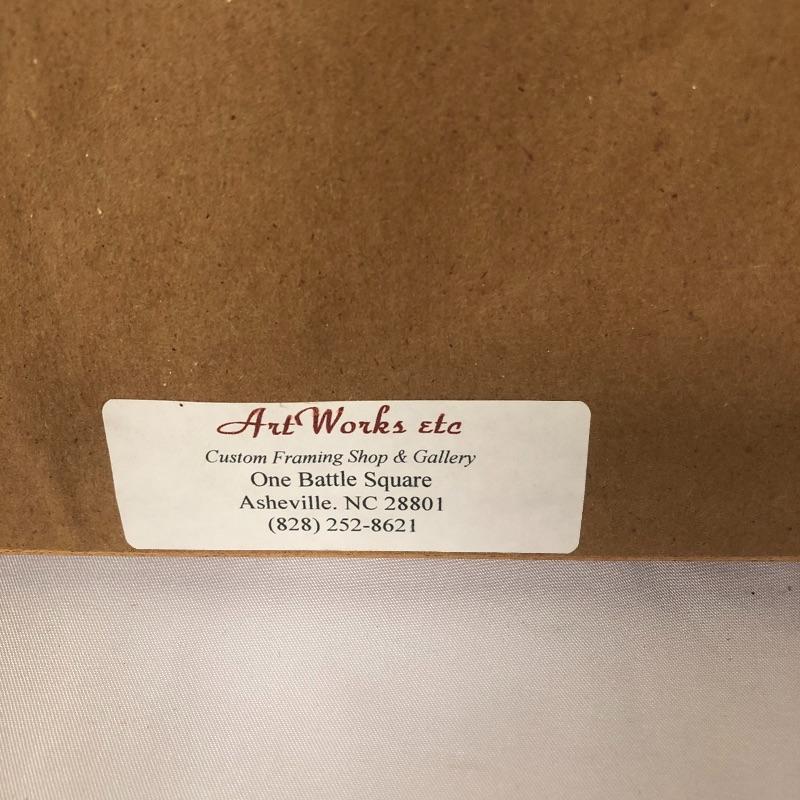 ArtWorks etc
Custom Framing Shop & Gallery
One Battle Square
Asheville. NC 28801
(828) 252-8621